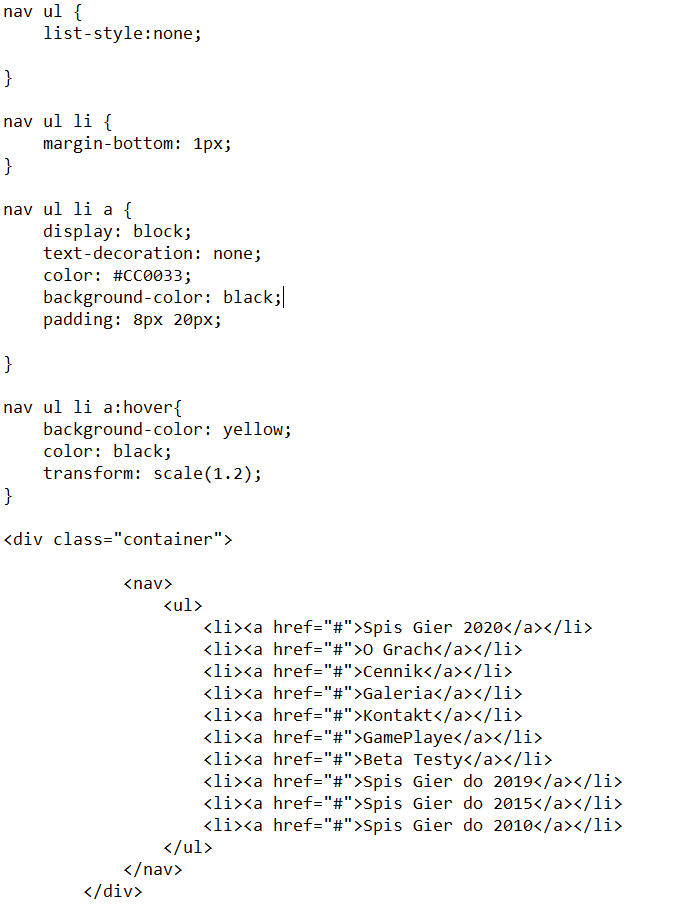 nav ul {
    list-style:none;

}

nav ul li {
    margin-bottom: 1px;
}

nav ul li a {
    display: block;
    text-decoration: none;
    color: #CC0033;
    background-color: black;
    padding: 8px 20px;

}

nav ul li a:hover{
    background-color: yellow;
    color: black;
    transform: scale(1.2);
}

<div class="container">

            <nav>
                <ul>
                    <li><a href="#">Spis Gier 2020</a></li>
                    <li><a href="#">O Grach</a></li>
                    <li><a href="#">Cennik</a></li>
                    <li><a href="#">Galeria</a></li>
                    <li><a href="#">Kontakt</a></li>
                    <li><a href="#">GamePlaye</a></li>
                    <li><a href="#">Beta Testy</a></li>
                    <li><a href="#">Spis Gier do 2019</a></li>
                    <li><a href="#">Spis Gier do 2015</a></li>
                    <li><a href="#">Spis Gier do 2010</a></li>
                </ul>
            </nav>
        </div>